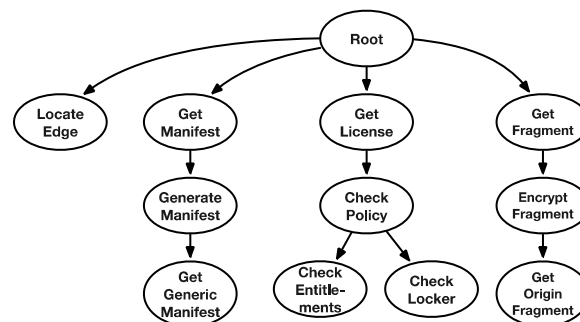 Root
Locate
Edge
Get
Manifest
Get
License
Get
Fragment
Generate
Manifest
Check
Policy
Encrypt
Fragment
Get
Generic
Manifest
Check
Entitle-
ments
Check
Locker
Get
Origin
Fragment